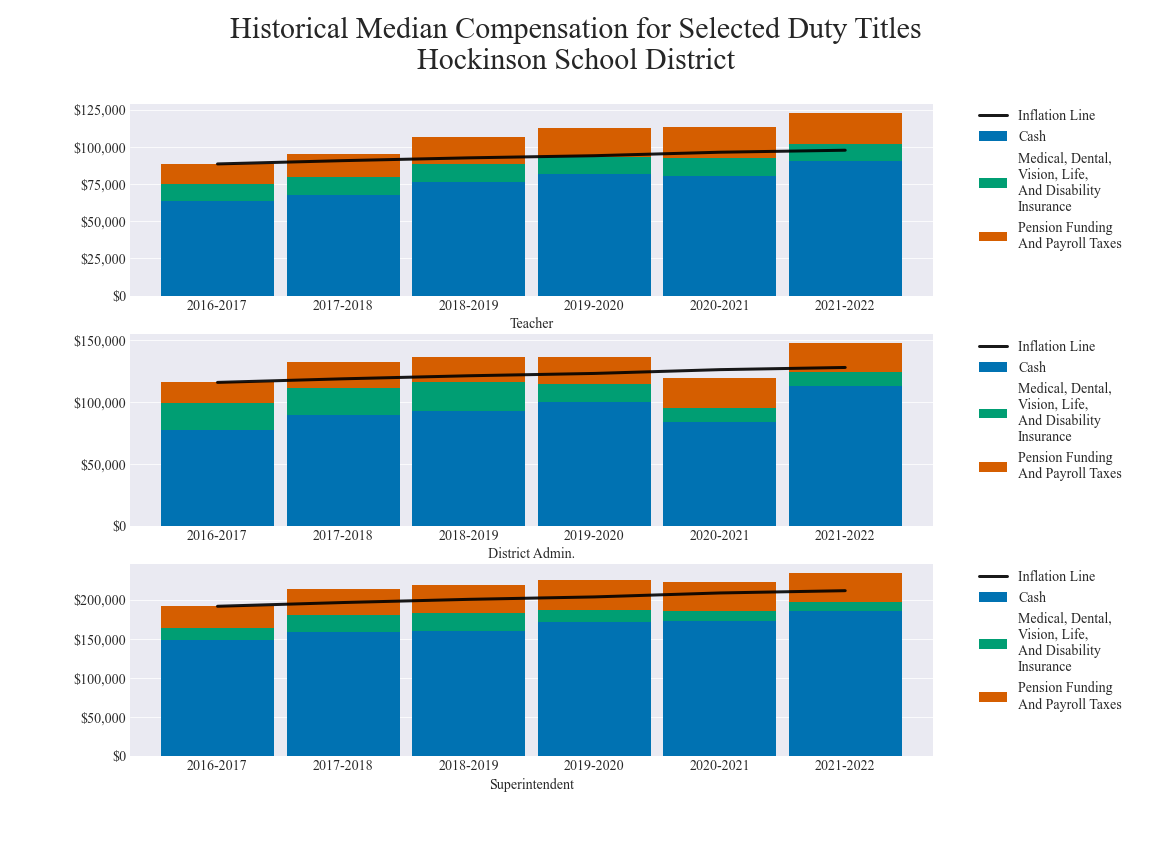 Historical Median Compensation for Selected Duty Titles
Hockinson School District
$125,000
$100,000
$75,000
$50,000
$25,000
$0
2016-2017 2017-2018 2018-2019 2019-2020 2020-2021 2021-2022
Teacher
Inflation Line
Cash
Medical, Dental,
Vision, Life,
And Disability
Insurance
Pension Funding
And Payroll Taxes
$150,000
$100,000
$50,000
$0
2016-2017 2017-2018 2018-2019 2019-2020 2020-2021 2021-2022
District Admin.
Inflation Line
Cash
Medical, Dental,
Vision, Life,
And Disability
Insurance
Pension Funding
And Payroll Taxes
$200,000
$150,000
$100,000
$50,000
$0
2016-2017 2017-2018 2018-2019 2019-2020 2020-2021 2021-2022
Superintendent
Inflation Line
Cash
Medical, Dental,
Vision, Life,
And Disability
Insurance
Pension Funding
And Payroll Taxes